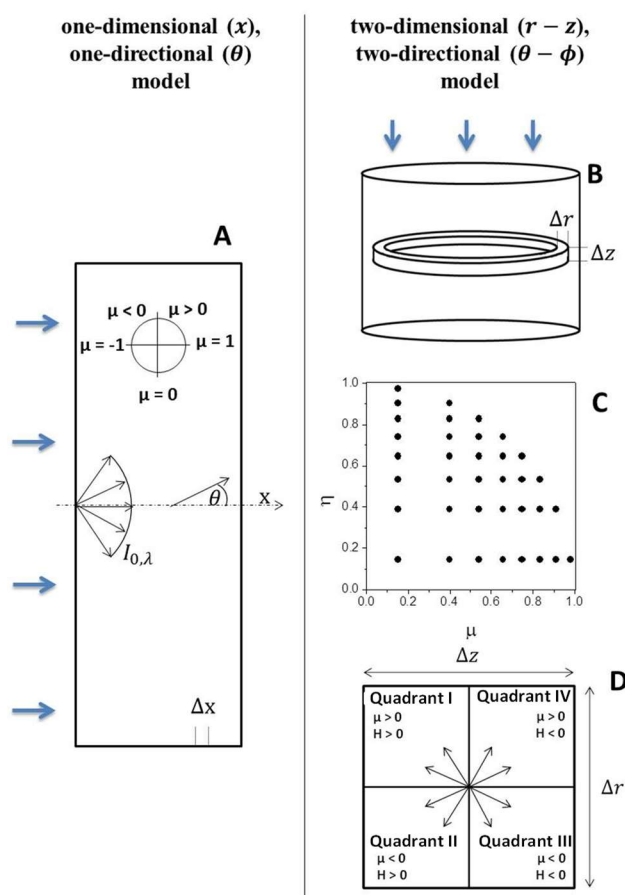 one-dimensional (x),
one-directional (θ)
model
two-dimensional (r − z),
two-directional (θ − ϕ)
model
A
μ < 0 μ > 0
μ = -1 μ = 1
μ = 0
θ x
I0,λ
Δx
B
Δr
Δz
C
1.0
0.8
0.6
0.4
0.2
0.0
η
0.0 0.2 0.4 0.6 0.8 1.0
μ
Δz
D
Quadrant I
μ > 0
H > 0
Quadrant IV
μ > 0
H < 0
Δr
Quadrant II
μ < 0
H > 0
Quadrant III
μ < 0
H < 0